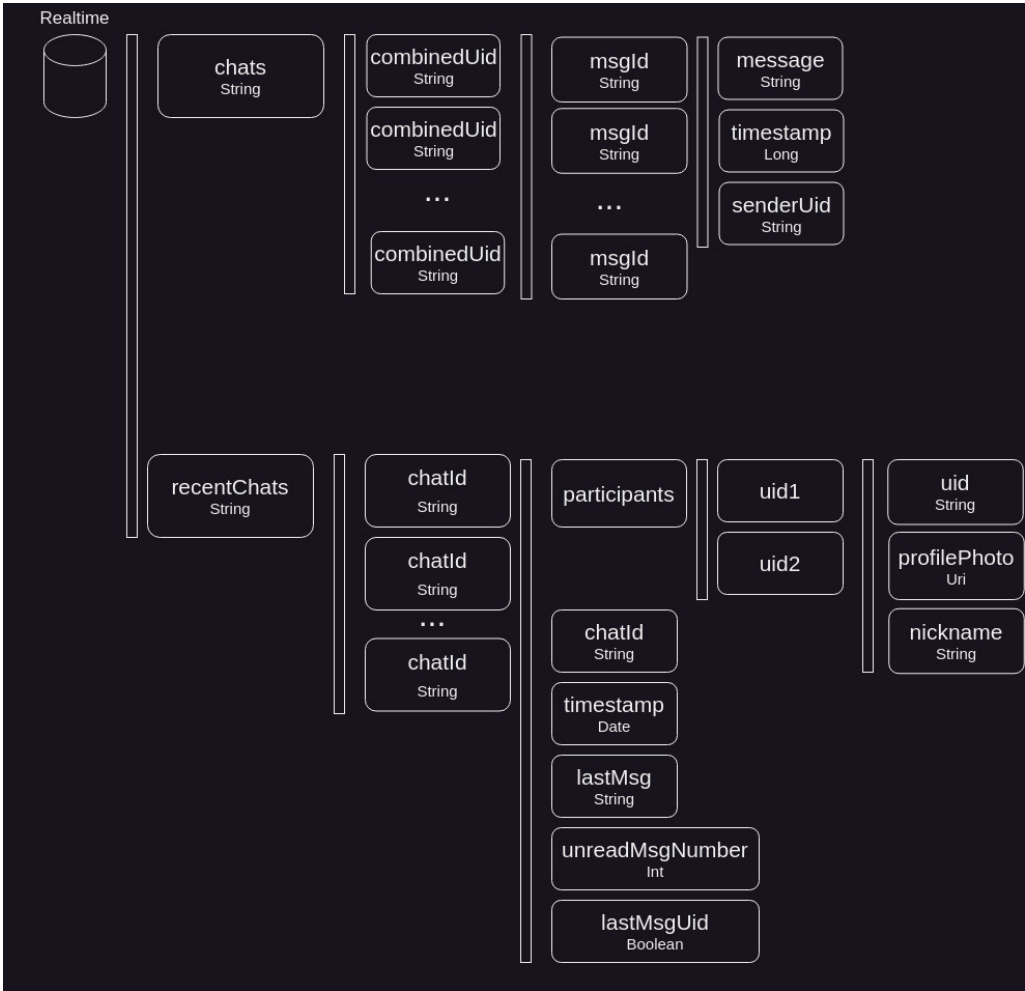 Realtime
chats
String
combinedUid
String
combinedUid
String
...
combinedUid
String
msgId
String
msgId
String
...
msgId
String
message
String
timestamp
Long
senderUid
String
recentChats
String
chatId
String
chatId
String
...
chatId
String
participants
uid1
uid2
uid
String
profilePhoto
Uri
nickname
String
chatId
String
timestamp
Date
lastMsg
String
unreadMsgNumber
Int
lastMsgUid
Boolean